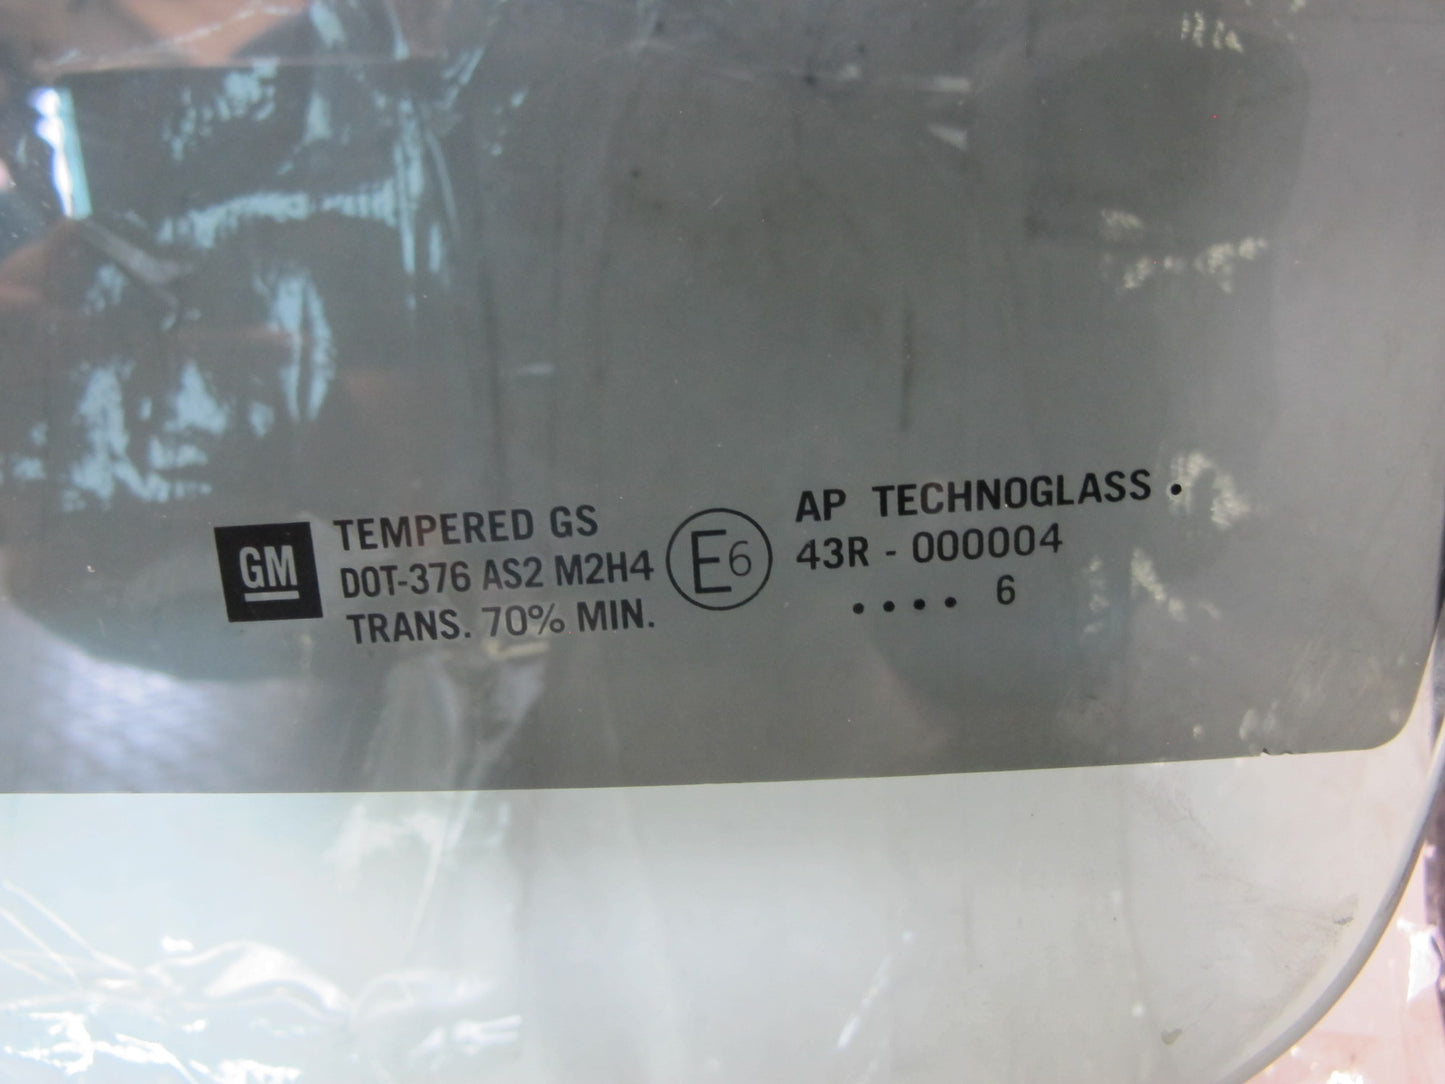 GM
TEMPERED GS
DOT-376 AS2 M2H4
TRANS. 70% MIN.
E6
AP TECHNOGLASS .
43R - 000004
.... 6